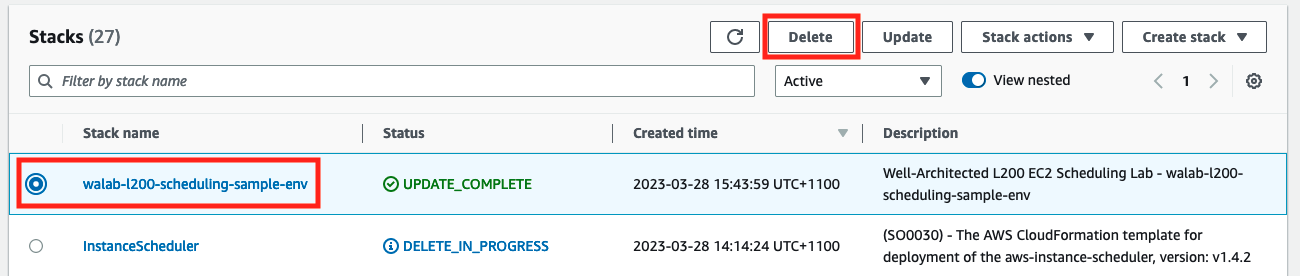 Stacks (27)
Delete
Update
Stack actions
Create stack
Filter by stack name
Active
View nested
1
Stack name
Status
Created time
Description
walab-l200-scheduling-sample-env
UPDATE_COMPLETE
2023-03-28 15:43:59 UTC+1100
Well-Architected L200 EC2 Scheduling Lab - walab-l200-
scheduling-sample-env
InstanceScheduler
DELETE_IN_PROGRESS
2023-03-28 14:14:24 UTC+1100
(SO0030) - The AWS CloudFormation template for
deployment of the aws-instance-scheduler, version: v1.4.2